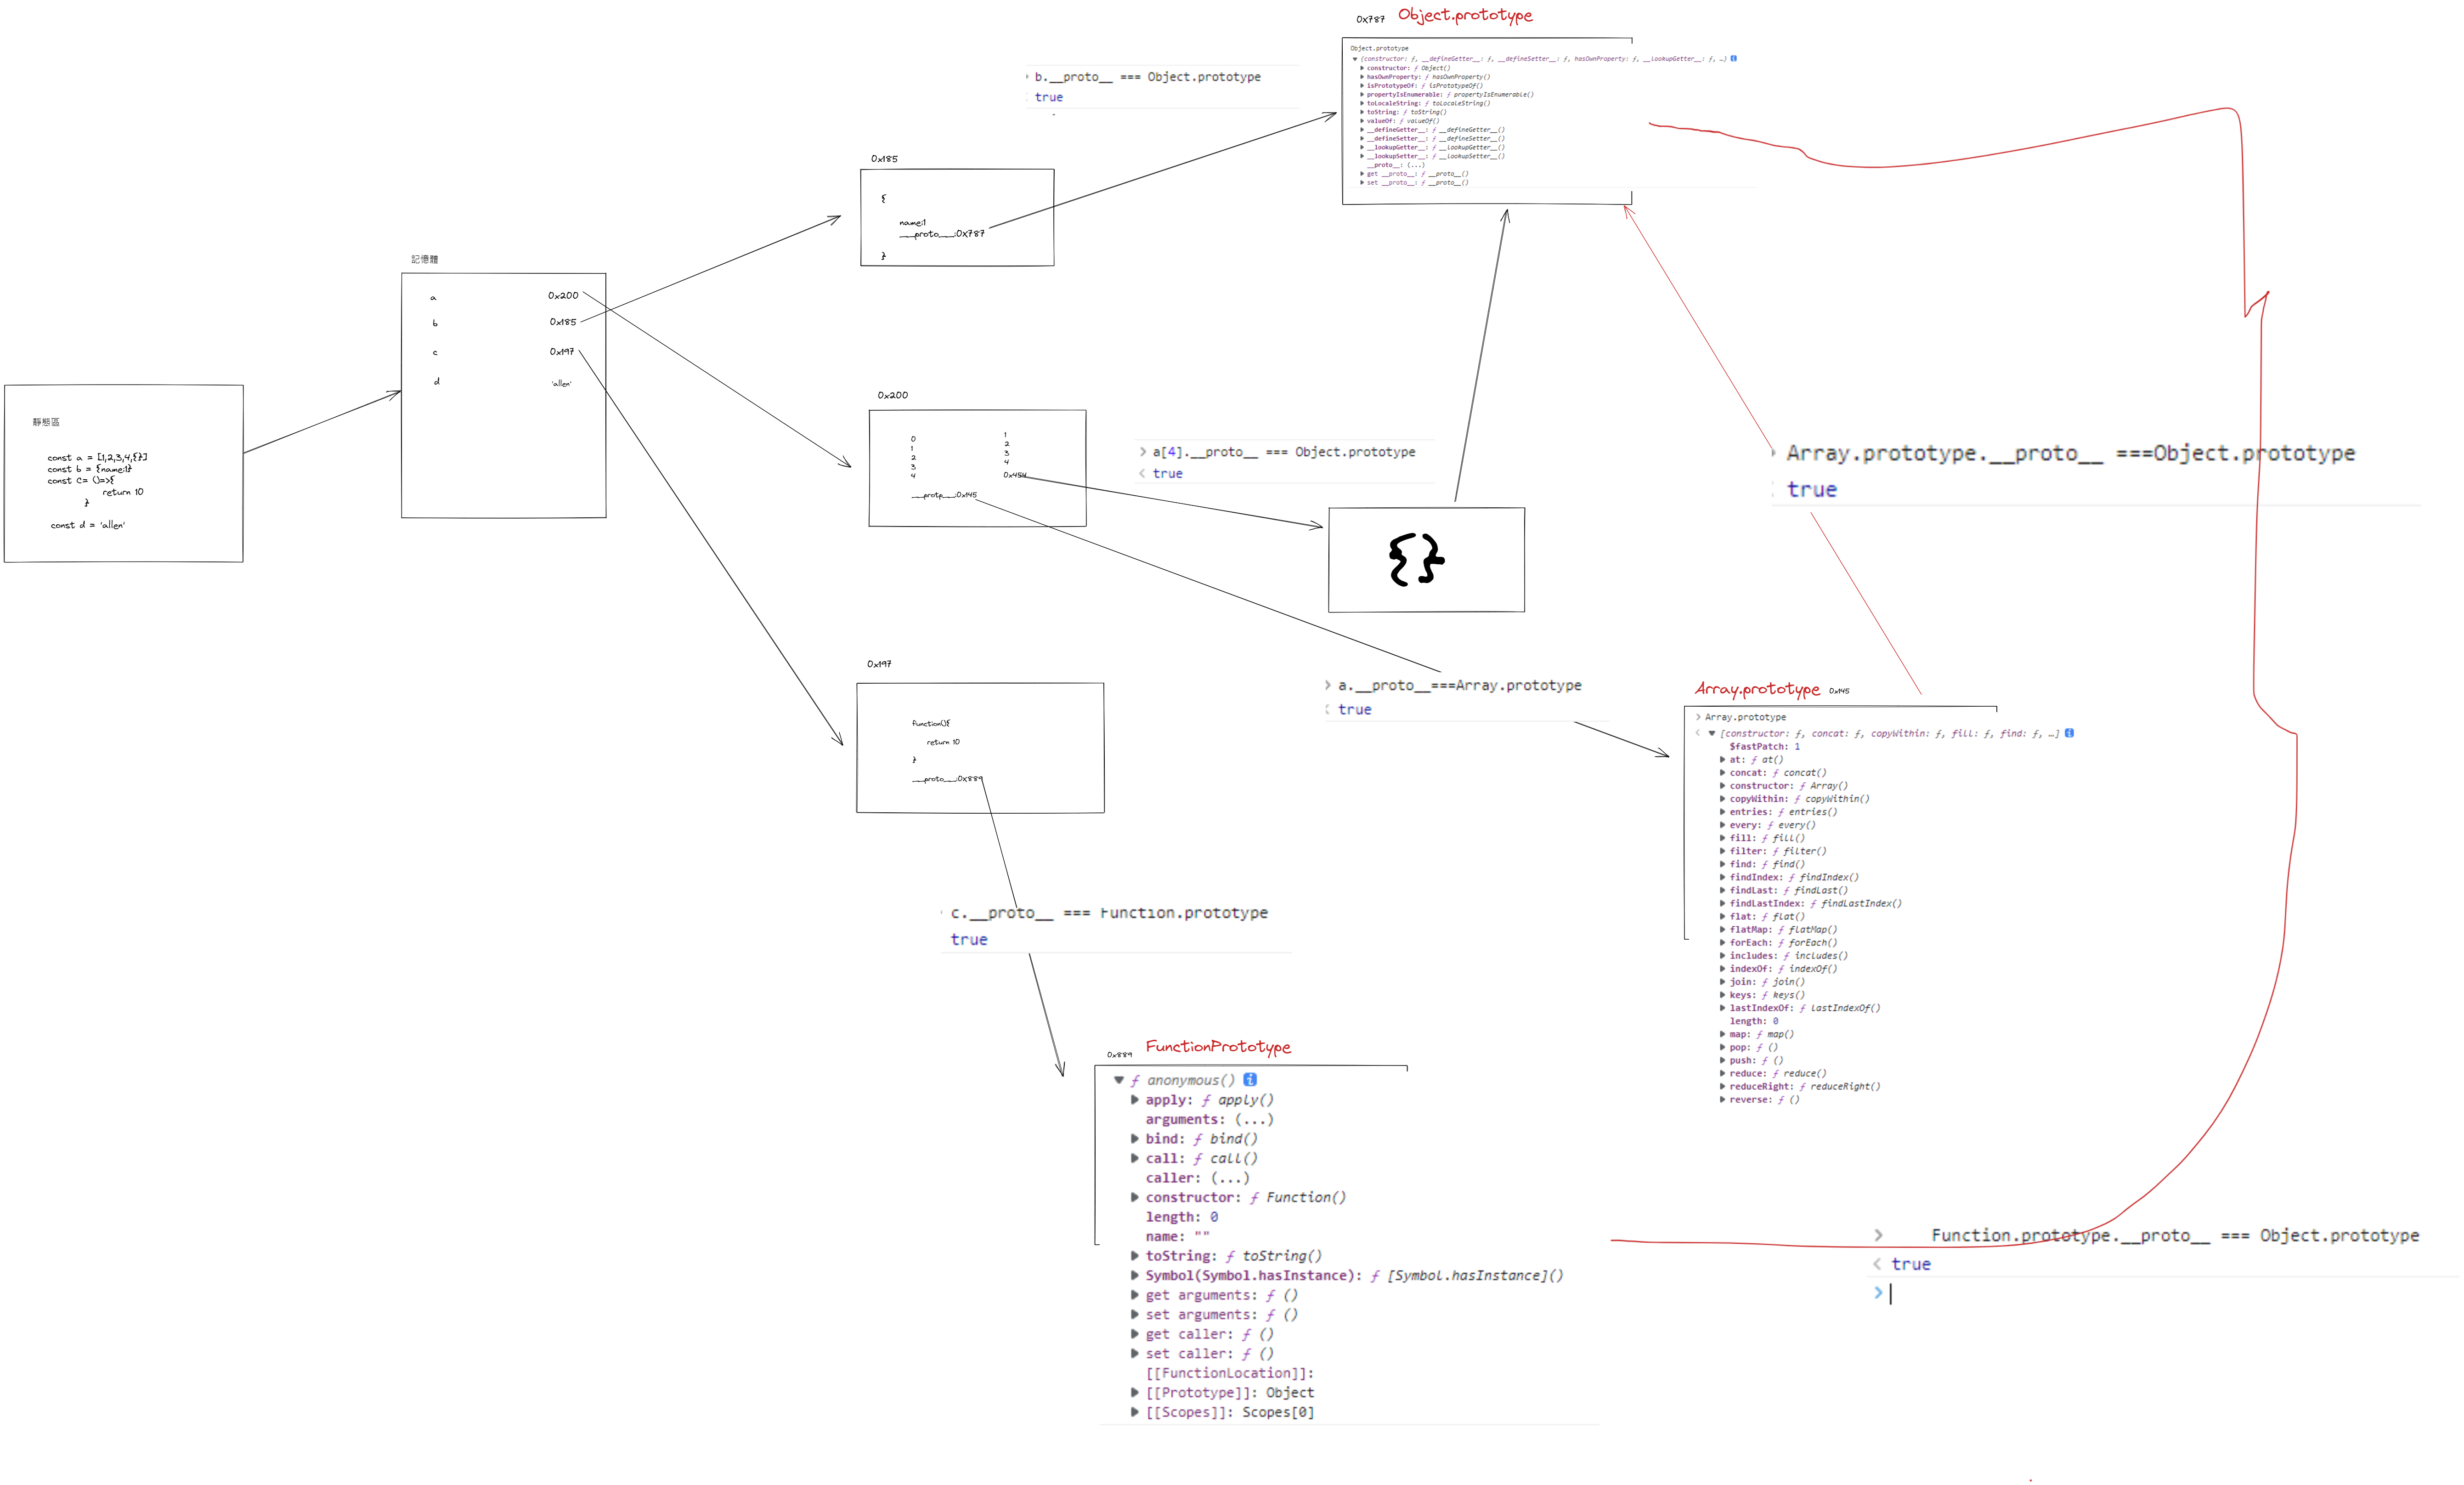 靜態區
const a = [1,2,3,4,{}]
const b = {name:1}
const c= ()=>{
return 10
}
const d = 'allen'
記憶體
a 0x200
b 0x185
c 0x197
d 'allen'
0x185
{
name:1
__proto__:0x787
}
b.__proto__ === Object.prototype
true
0x787 Object.prototype
Object.prototype
{constructor: ƒ, __defineGetter__: ƒ, __defineSetter__: ƒ, hasOwnProperty: ƒ, __lookupGetter__: ƒ, …}
constructor: ƒ Object()
hasOwnProperty: ƒ hasOwnProperty()
isPrototypeOf: ƒ isPrototypeOf()
propertyIsEnumerable: ƒ propertyIsEnumerable()
toLocaleString: ƒ toLocaleString()
toString: ƒ toString()
valueOf: ƒ valueOf()
__defineGetter__: ƒ __defineGetter__()
__defineSetter__: ƒ __defineSetter__()
__lookupGetter__: ƒ __lookupGetter__()
__lookupSetter__: ƒ __lookupSetter__()
__proto__: (...)
get __proto__: ƒ __proto__()
set __proto__: ƒ __proto__()
0x200
0 1
1 2
2 3
3 4
4 0x454
__protp__:0x145
> a[4].__proto__ === Object.prototype
< true
{}
Array.prototype.__proto__ ===Object.prototype
true
0x197
function(){
return 10
}
__proto__:0x889
> a.__proto__===Array.prototype
< true
Array.prototype 0x145
> Array.prototype
< [constructor: ƒ, concat: ƒ, copyWithin: ƒ, fill: ƒ, find: ƒ, …]
$fastPatch: 1
at: ƒ at()
concat: ƒ concat()
constructor: ƒ Array()
copyWithin: ƒ copyWithin()
entries: ƒ entries()
every: ƒ every()
fill: ƒ fill()
filter: ƒ filter()
find: ƒ find()
findIndex: ƒ findIndex()
findLast: ƒ findLast()
findLastIndex: ƒ findLastIndex()
flat: ƒ flat()
flatMap: ƒ flatMap()
forEach: ƒ forEach()
includes: ƒ includes()
indexOf: ƒ indexOf()
join: ƒ join()
keys: ƒ keys()
lastIndexOf: ƒ lastIndexOf()
length: 0
map: ƒ map()
pop: ƒ ()
push: ƒ ()
reduce: ƒ reduce()
reduceRight: ƒ reduceRight()
reverse: ƒ ()
c.__proto__ === Function.prototype
true
0x889 FunctionPrototype
ƒ anonymous()
apply: ƒ apply()
arguments: (...)
bind: ƒ bind()
call: ƒ call()
caller: (...)
constructor: ƒ Function()
length: 0
name: ""
toString: ƒ toString()
Symbol(Symbol.hasInstance): ƒ [Symbol.hasInstance]()
get arguments: ƒ ()
set arguments: ƒ ()
get caller: ƒ ()
set caller: ƒ ()
[[FunctionLocation]]:
[[Prototype]]: Object
[[Scopes]]: Scopes[0]
> Function.prototype.__proto__ === Object.prototype
< true
>